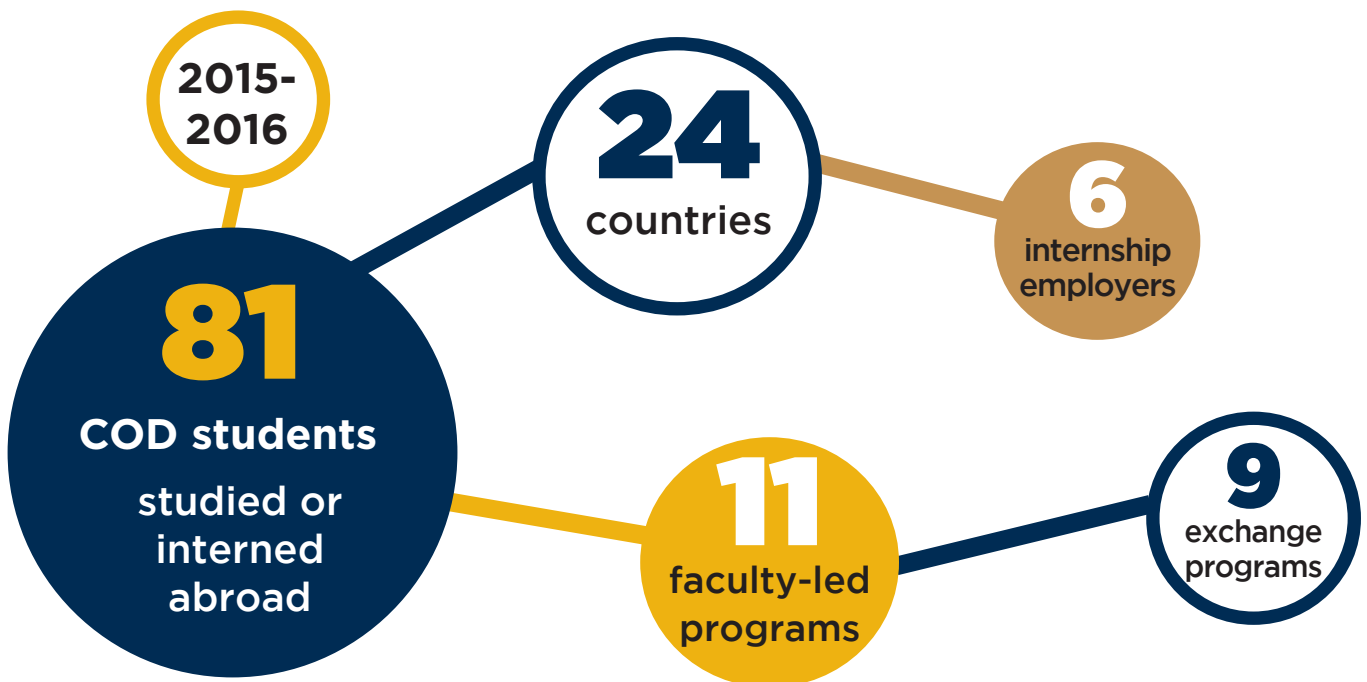 2015-
2016
81
COD students
studied or
interned
abroad
24
countries
6
internship
employers
11
faculty-led
programs
9
exchange
programs